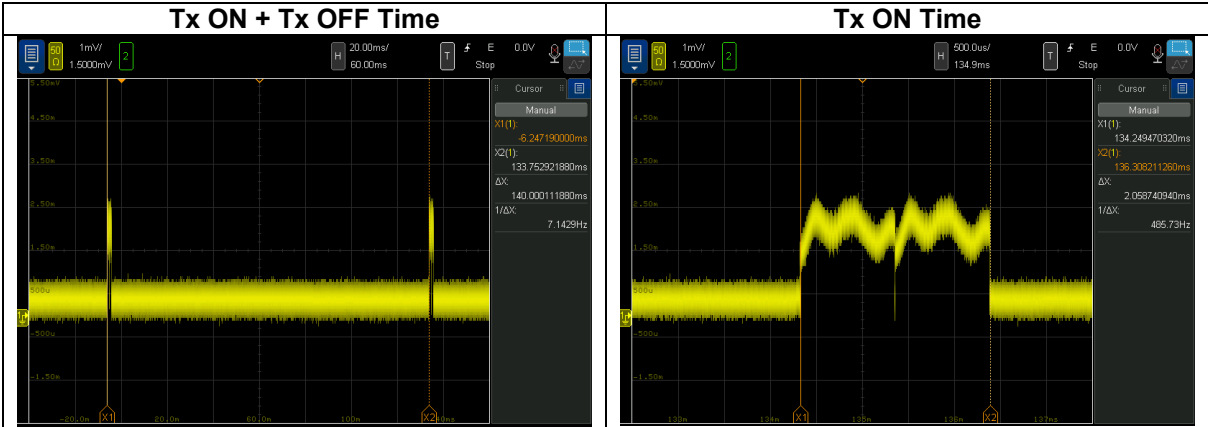 Tx ON + Tx OFF Time
50
Ω
1mV/
1.5000mV
2
H
20.00ms/
60.00ms
T
E
0.0V
Stop
5.50mV
4.50m
3.50m
2.50m
1.50m
500u
-500u
-1.50m
-20.0m
20.0m
60.0m
100m
X1
X2
Cursor
Manual
X1(1):
-6.247190000ms
X2(1):
133.752921880ms
ΔX:
140.000111880ms
1/ΔX:
7.1429Hz
Tx ON Time
50
Ω
1mV/
1.5000mV
2
H
500.0us/
134.9ms
T
E
0.0V
Stop
5.50mV
4.50m
3.50m
2.50m
1.50m
500u
-500u
-1.50m
133m
134m
135m
136m
137ms
X1
X2
Cursor
Manual
X1(1):
134.249470320ms
X2(1):
136.308211260ms
ΔX:
2.058740940ms
1/ΔX:
485.73Hz